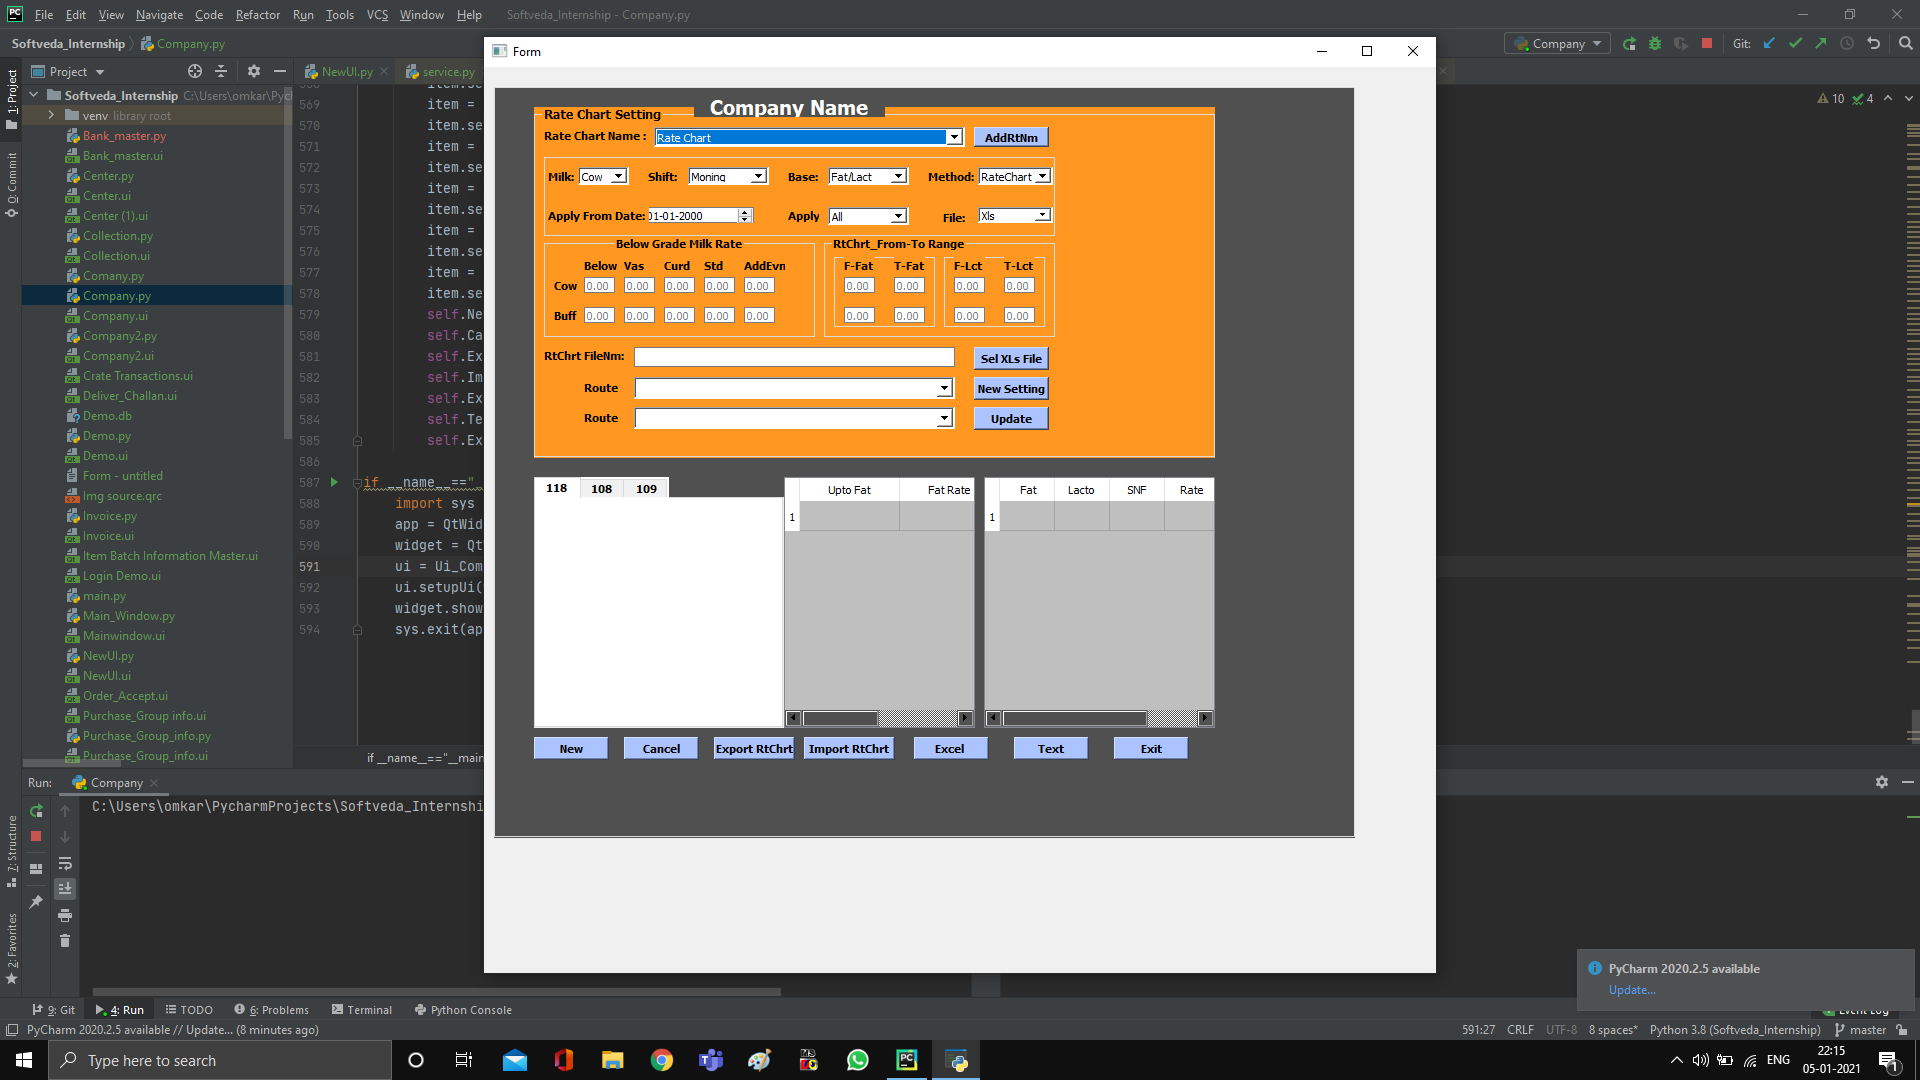 File Edit View Navigate Code Refactor Run Tools VCS Window Help Softveda_Internship - Company.py
Softveda_Internship Company.py
Company
Git:
Project
1: Project
0: Commit
7: Structure
2: Favorites
NewUI.py
service.py
10 4
Softveda_Internship C:\Users\omkar\Pyc
venv library root
Bank_master.py
Bank_master.ui
Center.py
Center.ui
Center (1).ui
Collection.py
Collection.ui
Comany.py
Company.py
Company.ui
Company2.py
Company2.ui
Crate Transactions.ui
Deliver_Challan.ui
Demo.db
Demo.py
Demo.ui
Form - untitled
Img source.qrc
Invoice.py
Invoice.ui
Item Batch Information Master.ui
Login Demo.ui
main.py
Main_Window.py
Mainwindow.ui
NewUI.py
NewUI.ui
Order_Accept.ui
Purchase_Group info.ui
Purchase_Group_info.py
Purchase_Group_info.ui
569 item =
570 item.se
571 item =
572 item.se
573 item =
574 item.se
575 item =
576 item.se
577 item =
578 item.se
579 self.Ne
580 self.Ca
581 self.Ex
582 self.Im
583 self.Ex
584 self.Te
585 self.Ex
586
587 if __name__=="_
588 import sys
589 app = QtWid
590 widget = Qt
591 ui = Ui_Com
592 ui.setupUi(
593 widget.show
594 sys.exit(ap
if __name__=="__main
Form
Company Name
Rate Chart Setting
Rate Chart Name : Rate Chart AddRtNm
Milk: Cow Shift: Moning Base: Fat/Lact Method: RateChart
Apply From Date: 01-01-2000 Apply All File: Xls
Below Grade Milk Rate
Below Vas Curd Std AddEvn
Cow 0.00 0.00 0.00 0.00 0.00
Buff 0.00 0.00 0.00 0.00 0.00
RtChrt_From-To Range
F-Fat T-Fat F-Lct T-Lct
0.00 0.00 0.00 0.00
0.00 0.00 0.00 0.00
RtChrt FileNm: Sel XLs File
Route New Setting
Route Update
118 108 109
Upto Fat Fat Rate
1
Fat Lacto SNF Rate
1
New Cancel Export RtChrt Import RtChrt Excel Text Exit
Run: Company
C:\Users\omkar\PycharmProjects\Softveda_Internshi
PyCharm 2020.2.5 available
Update...
9: Git 4: Run TODO 6: Problems Terminal Python Console Event Log
PyCharm 2020.2.5 available // Update... (8 minutes ago) 591:27 CRLF UTF-8 8 spaces* Python 3.8 (Softveda_Internship) master
Type here to search
ENG
22:15
05-01-2021
1